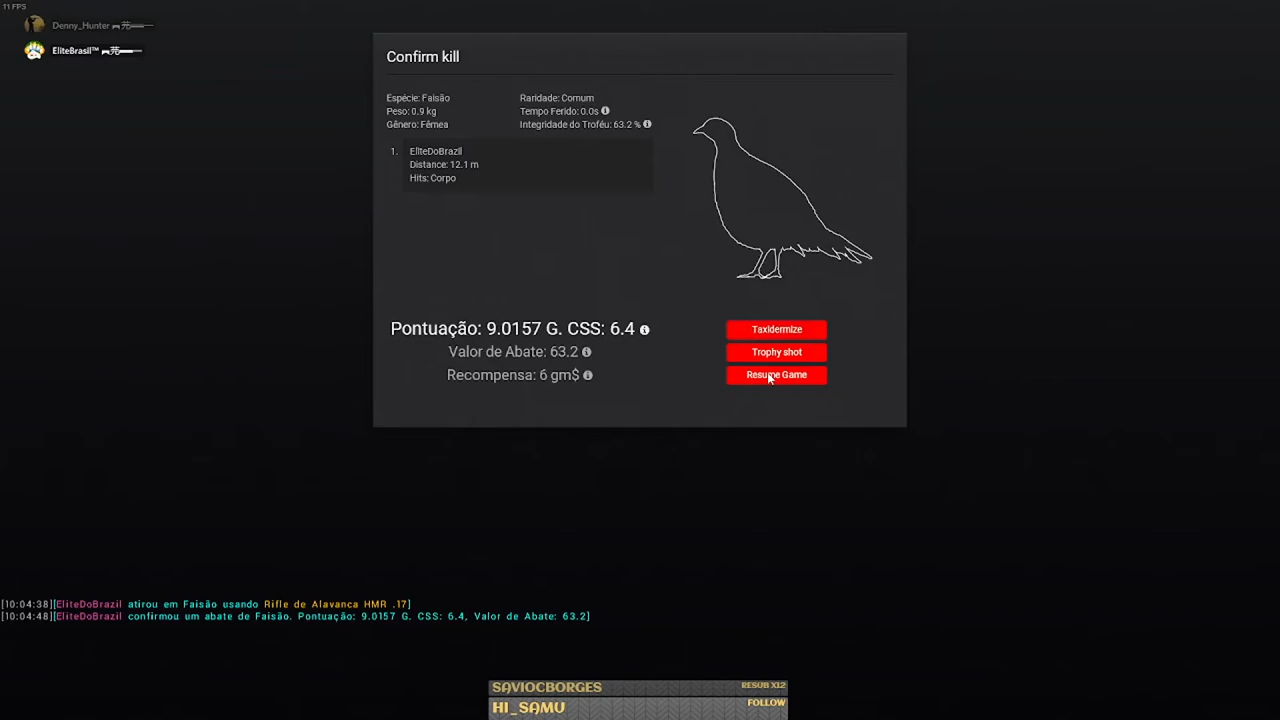 11 FPS
Denny_Hunter
EliteBrasil™
Confirm kill
Espécie: Faisão
Raridade: Comum
Peso: 0.9 kg
Tempo Ferido: 0.0s
Gênero: Fêmea
Integridade do Troféu: 63.2 %
1. EliteDoBrazil
Distance: 12.1 m
Hits: Corpo
Pontuação: 9.0157 G. CSS: 6.4
Valor de Abate: 63.2
Recompensa: 6 gm$
Taxidermize
Trophy shot
Resume Game
[10:04:38][EliteDoBrazil atirou em Faisão usando Rifle de Alavanca HMR .17]
[10:04:48][EliteDoBrazil confirmou um abate de Faisão. Pontuação: 9.0157 G. CSS: 6.4, Valor de Abate: 63.2]
SAVIOCBORGES RESUB X12
HI_SAMU FOLLOW